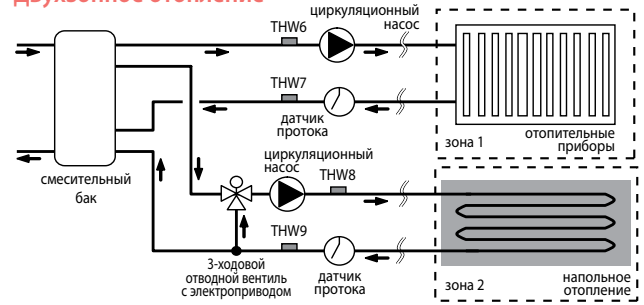 Двухзонное отопление
циркуляционный
насос
THW6
THW7
датчик
протока
зона 1
отопительные
приборы
смесительный
бак
циркуляционный
насос
THW8
THW9
3-ходовой
отводной вентиль
с электроприводом
датчик
протока
зона 2
напольное
отопление